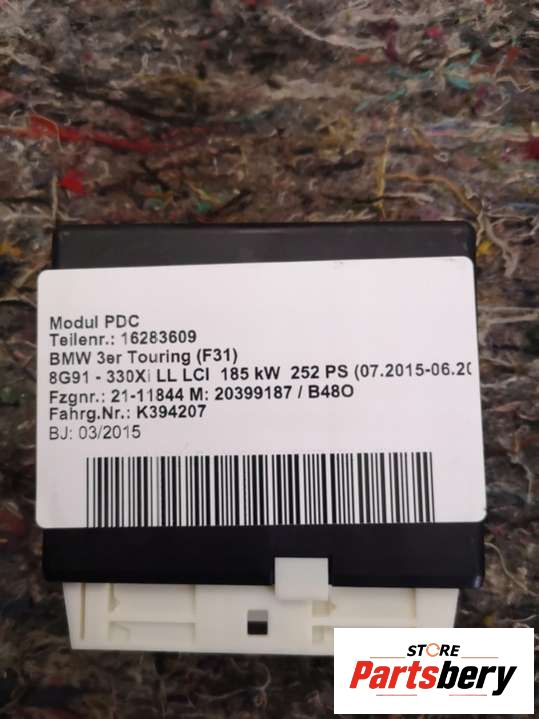 Modul PDC
Teilenr.: 16283609
BMW 3er Touring (F31)
8G91 - 330Xi LL LCI 185 kW 252 PS (07.2015-06.20
Fzgnr.: 21-11844 M: 20399187 / B48O
Fahrg.Nr.: K394207
BJ: 03/2015
STORE
Partsbery